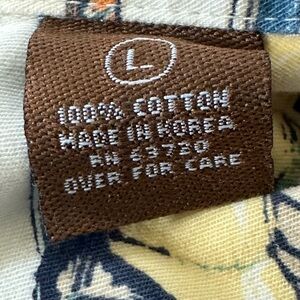 L
100% COTTON
MADE IN KOREA
RN 53730
OVER FOR CARE